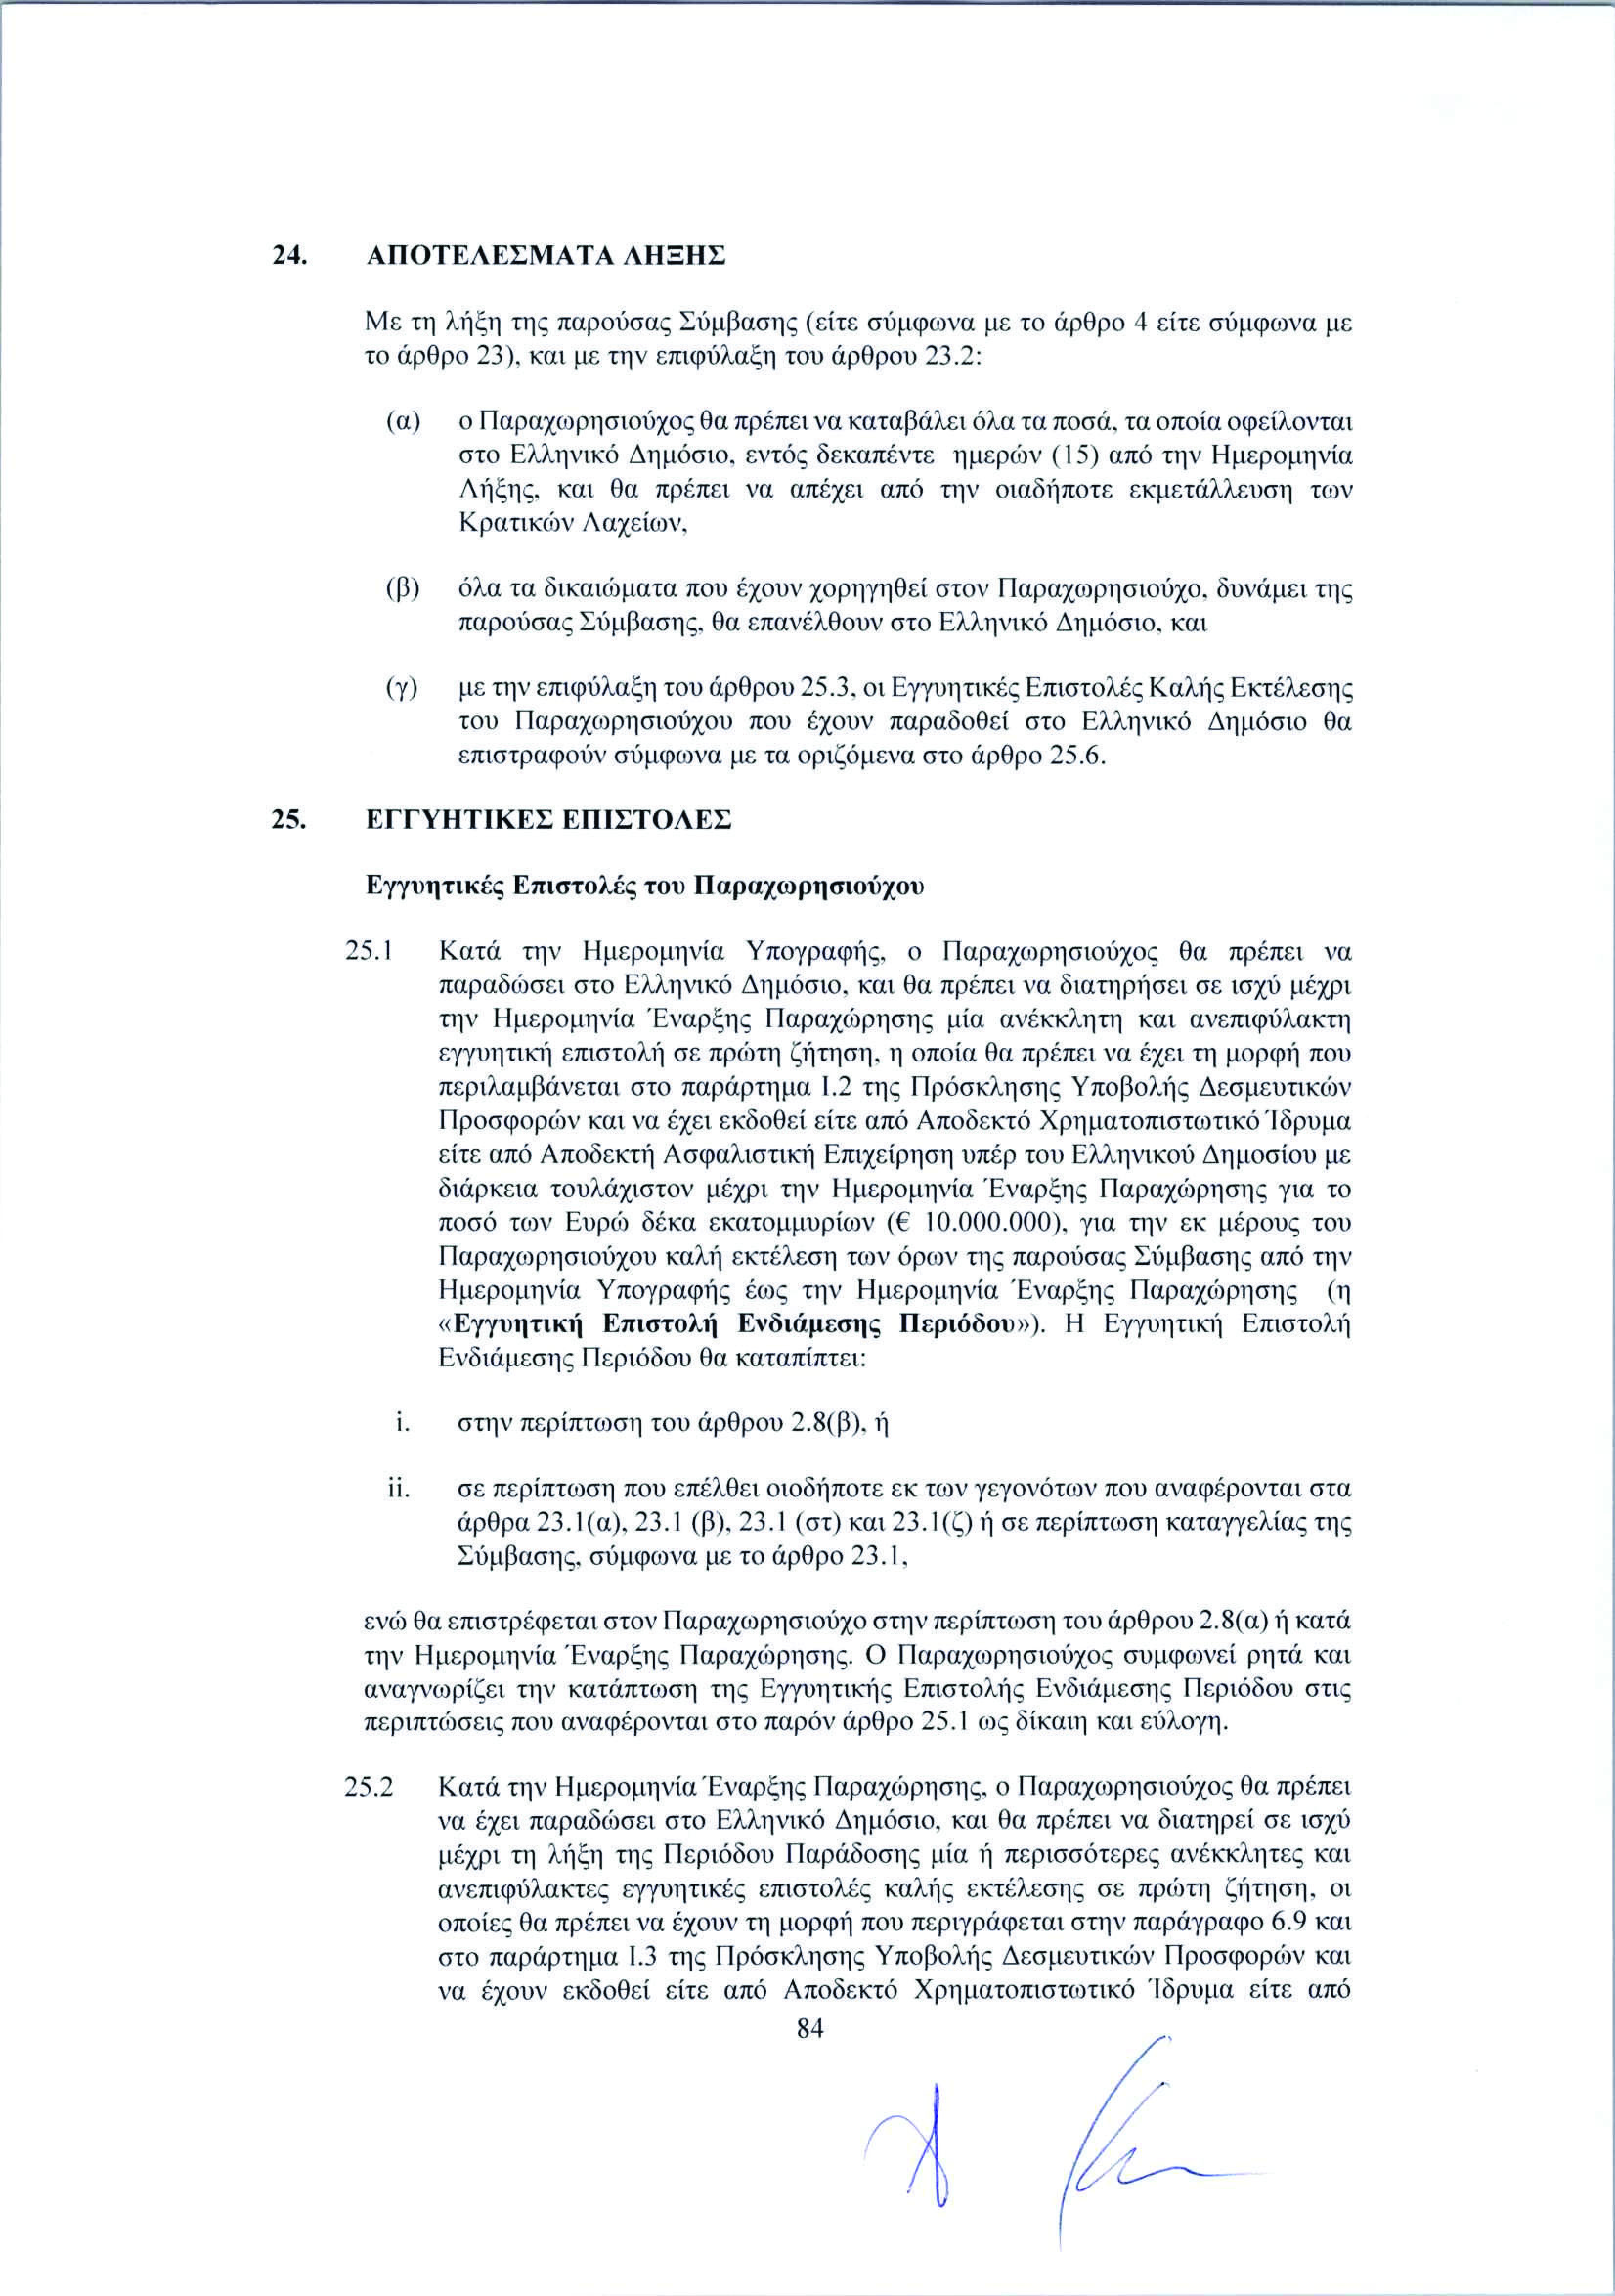 24. ΑΠΟΤΕΛΕΣΜΑΤΑ ΛΗΞΗΣ
Με τη λήξη της παρούσας Σύμβασης (είτε σύμφωνα με το άρθρο 4 είτε σύμφωνα με
το άρθρο 23), και με την επιφύλαξη του άρθρου 23.2:
(α) ο Παραχωρησιούχος θα πρέπει να καταβάλει όλα τα ποσά, τα οποία οφείλονται
στο Ελληνικό Δημόσιο, εντός δεκαπέντε ημερών (15) από την Ημερομηνία
Λήξης, και θα πρέπει να απέχει από την οιαδήποτε εκμετάλλευση των
Κρατικών Λαχείων,
(β) όλα τα δικαιώματα που έχουν χορηγηθεί στον Παραχωρησιούχο, δυνάμει της
παρούσας Σύμβασης, θα επανέλθουν στο Ελληνικό Δημόσιο, και
(γ) με την επιφύλαξη του άρθρου 25.3, οι Εγγυητικές Επιστολές Καλής Εκτέλεσης
του Παραχωρησιούχου που έχουν παραδοθεί στο Ελληνικό Δημόσιο θα
επιστραφούν σύμφωνα με τα οριζόμενα στο άρθρο 25.6.
25. ΕΓΓΥΗΤΙΚΕΣ ΕΠΙΣΤΟΛΕΣ
Εγγυητικές Επιστολές του Παραχωρησιούχου
25.1 Κατά την Ημερομηνία Υπογραφής, ο Παραχωρησιούχος θα πρέπει να
παραδώσει στο Ελληνικό Δημόσιο, και θα πρέπει να διατηρήσει σε ισχύ μέχρι
την Ημερομηνία Έναρξης Παραχώρησης μία ανέκκλητη και ανεπιφύλακτη
εγγυητική επιστολή σε πρώτη ζήτηση, η οποία θα πρέπει να έχει τη μορφή που
περιλαμβάνεται στο παράρτημα Ι.2 της Πρόσκλησης Υποβολής Δεσμευτικών
Προσφορών και να έχει εκδοθεί είτε από Αποδεκτό Χρηματοπιστωτικό Ίδρυμα
είτε από Αποδεκτή Ασφαλιστική Επιχείρηση υπέρ του Ελληνικού Δημοσίου με
διάρκεια τουλάχιστον μέχρι την Ημερομηνία Έναρξης Παραχώρησης για το
ποσό των Ευρώ δέκα εκατομμυρίων (€ 10.000.000), για την εκ μέρους του
Παραχωρησιούχου καλή εκτέλεση των όρων της παρούσας Σύμβασης από την
Ημερομηνία Υπογραφής έως την Ημερομηνία Έναρξης Παραχώρησης (η
«Εγγυητική Επιστολή Ενδιάμεσης Περιόδου»). Η Εγγυητική Επιστολή
Ενδιάμεσης Περιόδου θα καταπίπτει:
i. στην περίπτωση του άρθρου 2.8(β), ή
ii. σε περίπτωση που επέλθει οιοδήποτε εκ των γεγονότων που αναφέρονται στα
άρθρα 23.1(α), 23.1 (β), 23.1 (στ) και 23.1(ζ) ή σε περίπτωση καταγγελίας της
Σύμβασης, σύμφωνα με το άρθρο 23.1,
ενώ θα επιστρέφεται στον Παραχωρησιούχο στην περίπτωση του άρθρου 2.8(α) ή κατά
την Ημερομηνία Έναρξης Παραχώρησης. Ο Παραχωρησιούχος συμφωνεί ρητά και
αναγνωρίζει την κατάπτωση της Εγγυητικής Επιστολής Ενδιάμεσης Περιόδου στις
περιπτώσεις που αναφέρονται στο παρόν άρθρο 25.1 ως δίκαιη και εύλογη.
25.2 Κατά την Ημερομηνία Έναρξης Παραχώρησης, ο Παραχωρησιούχος θα πρέπει
να έχει παραδώσει στο Ελληνικό Δημόσιο, και θα πρέπει να διατηρεί σε ισχύ
μέχρι τη λήξη της Περιόδου Παράδοσης μία ή περισσότερες ανέκκλητες και
ανεπιφύλακτες εγγυητικές επιστολές καλής εκτέλεσης σε πρώτη ζήτηση, οι
οποίες θα πρέπει να έχουν τη μορφή που περιγράφεται στην παράγραφο 6.9 και
στο παράρτημα Ι.3 της Πρόσκλησης Υποβολής Δεσμευτικών Προσφορών και
να έχουν εκδοθεί είτε από Αποδεκτό Χρηματοπιστωτικό Ίδρυμα είτε από
84